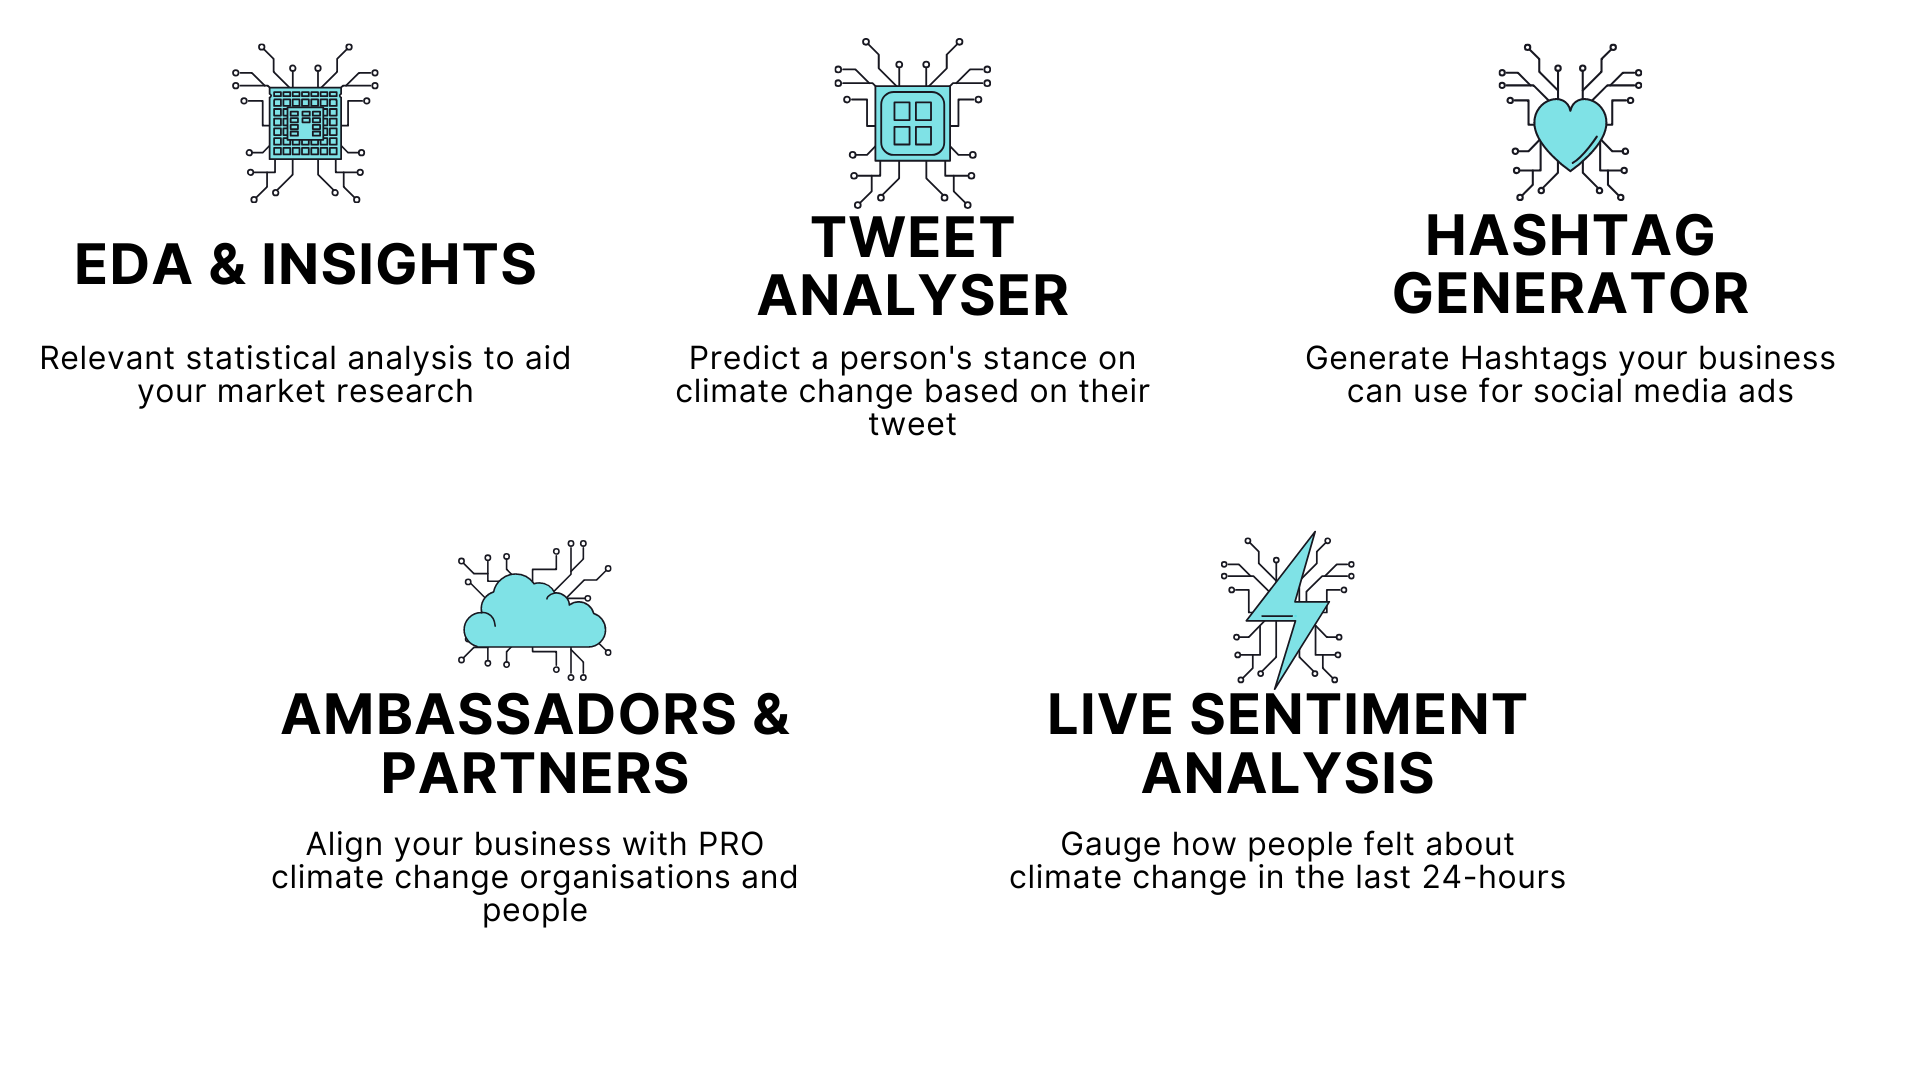 EDA & INSIGHTS
Relevant statistical analysis to aid
your market research
TWEET
ANALYSER
Predict a person's stance on
climate change based on their
tweet
HASHTAG
GENERATOR
Generate Hashtags your business
can use for social media ads
AMBASSADORS &
PARTNERS
Align your business with PRO
climate change organisations and
people
LIVE SENTIMENT
ANALYSIS
Gauge how people felt about
climate change in the last 24-hours